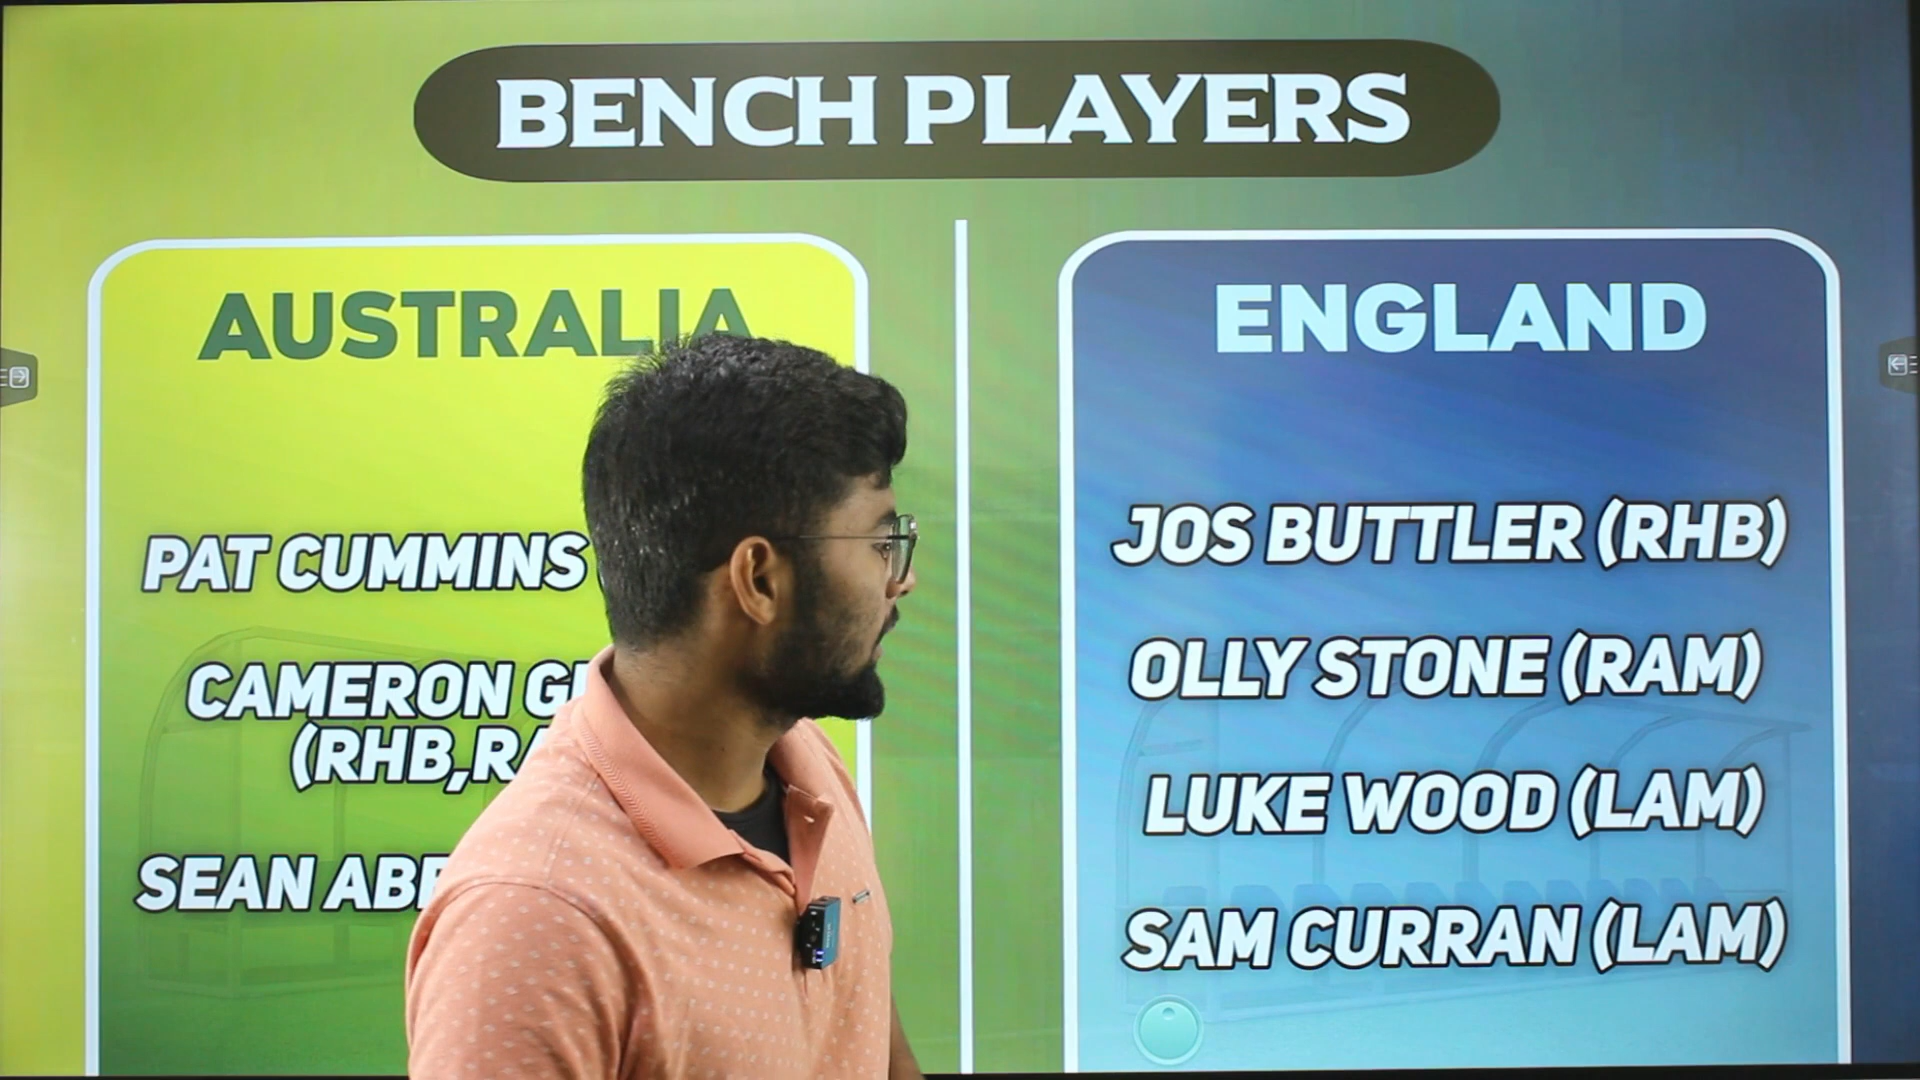 BENCH PLAYERS
AUSTRALIA
PAT CUMMINS
CAMERON
(RHB,
SEAN
ENGLAND
JOS BUTTLER (RHB)
OLLY STONE (RAM)
LUKE WOOD (LAM)
SAM CURRAN (LAM)